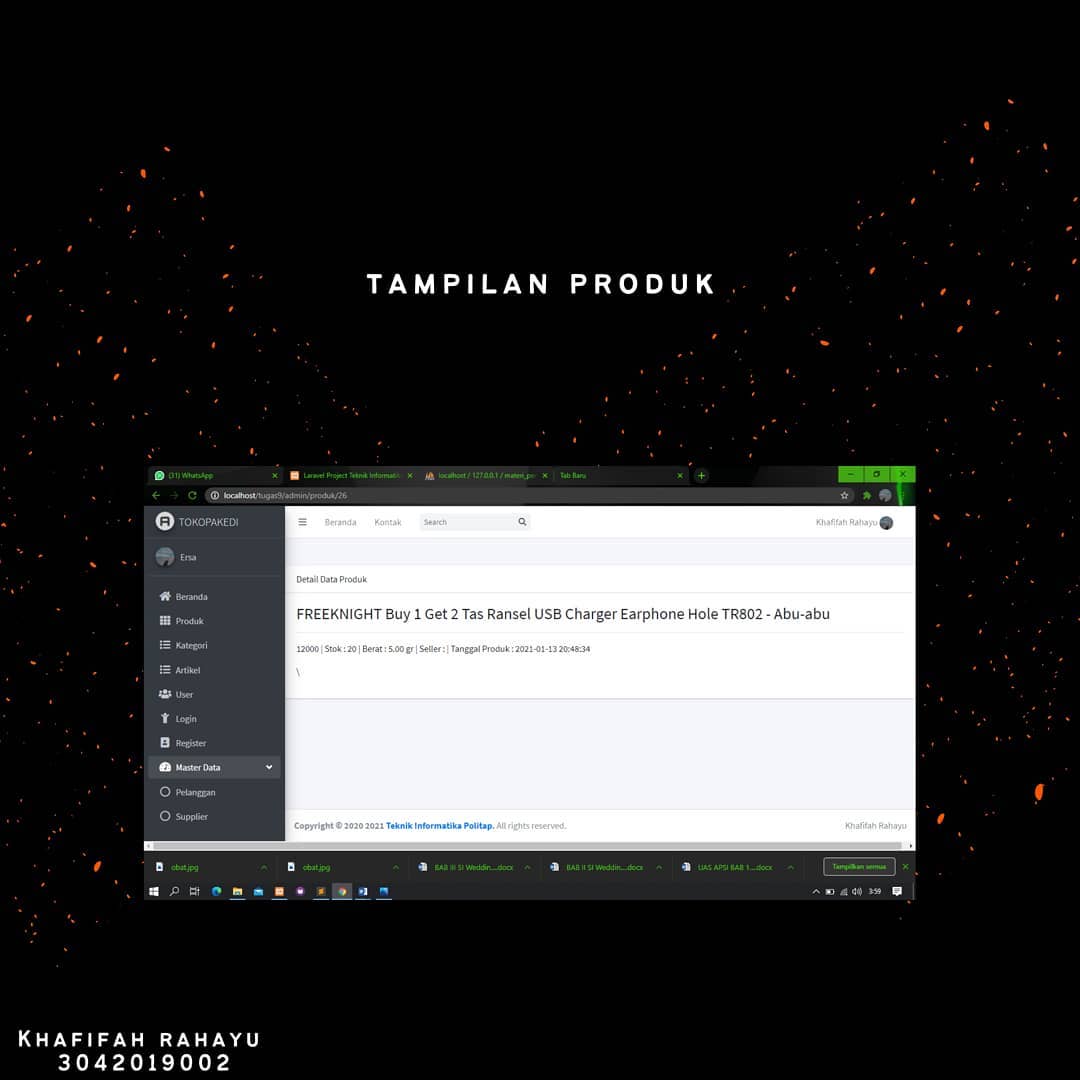 TAMPILAN PRODUK
(31) WhatsApp
Laravel Project Teknik Informatik
localhost / 127.0.0.1 / materi_pe
Tab Baru
localhost/tugas9/admin/produk/26
TOKOPAKEDI
Beranda
Kontak
Search
Khafifah Rahayu
Ersa
Beranda
Produk
Kategori
Artikel
User
Login
Register
Master Data
Pelanggan
Supplier
Detail Data Produk
FREEKNIGHT Buy 1 Get 2 Tas Ransel USB Charger Earphone Hole TR802 - Abu-abu
12000 | Stok : 20 | Berat : 5.00 gr | Seller : | Tanggal Produk : 2021-01-13 20:48:34
\
Copyright © 2020 2021 Teknik Informatika Politap. All rights reserved.
Khafifah Rahayu
obat.jpg
obat.jpg
BAB III SI Weddin....docx
BAB II SI Weddin....docx
UAS APSI BAB 1....docx
Tampilkan semua
3:59
KHAFIFAH RAHAYU
3042019002